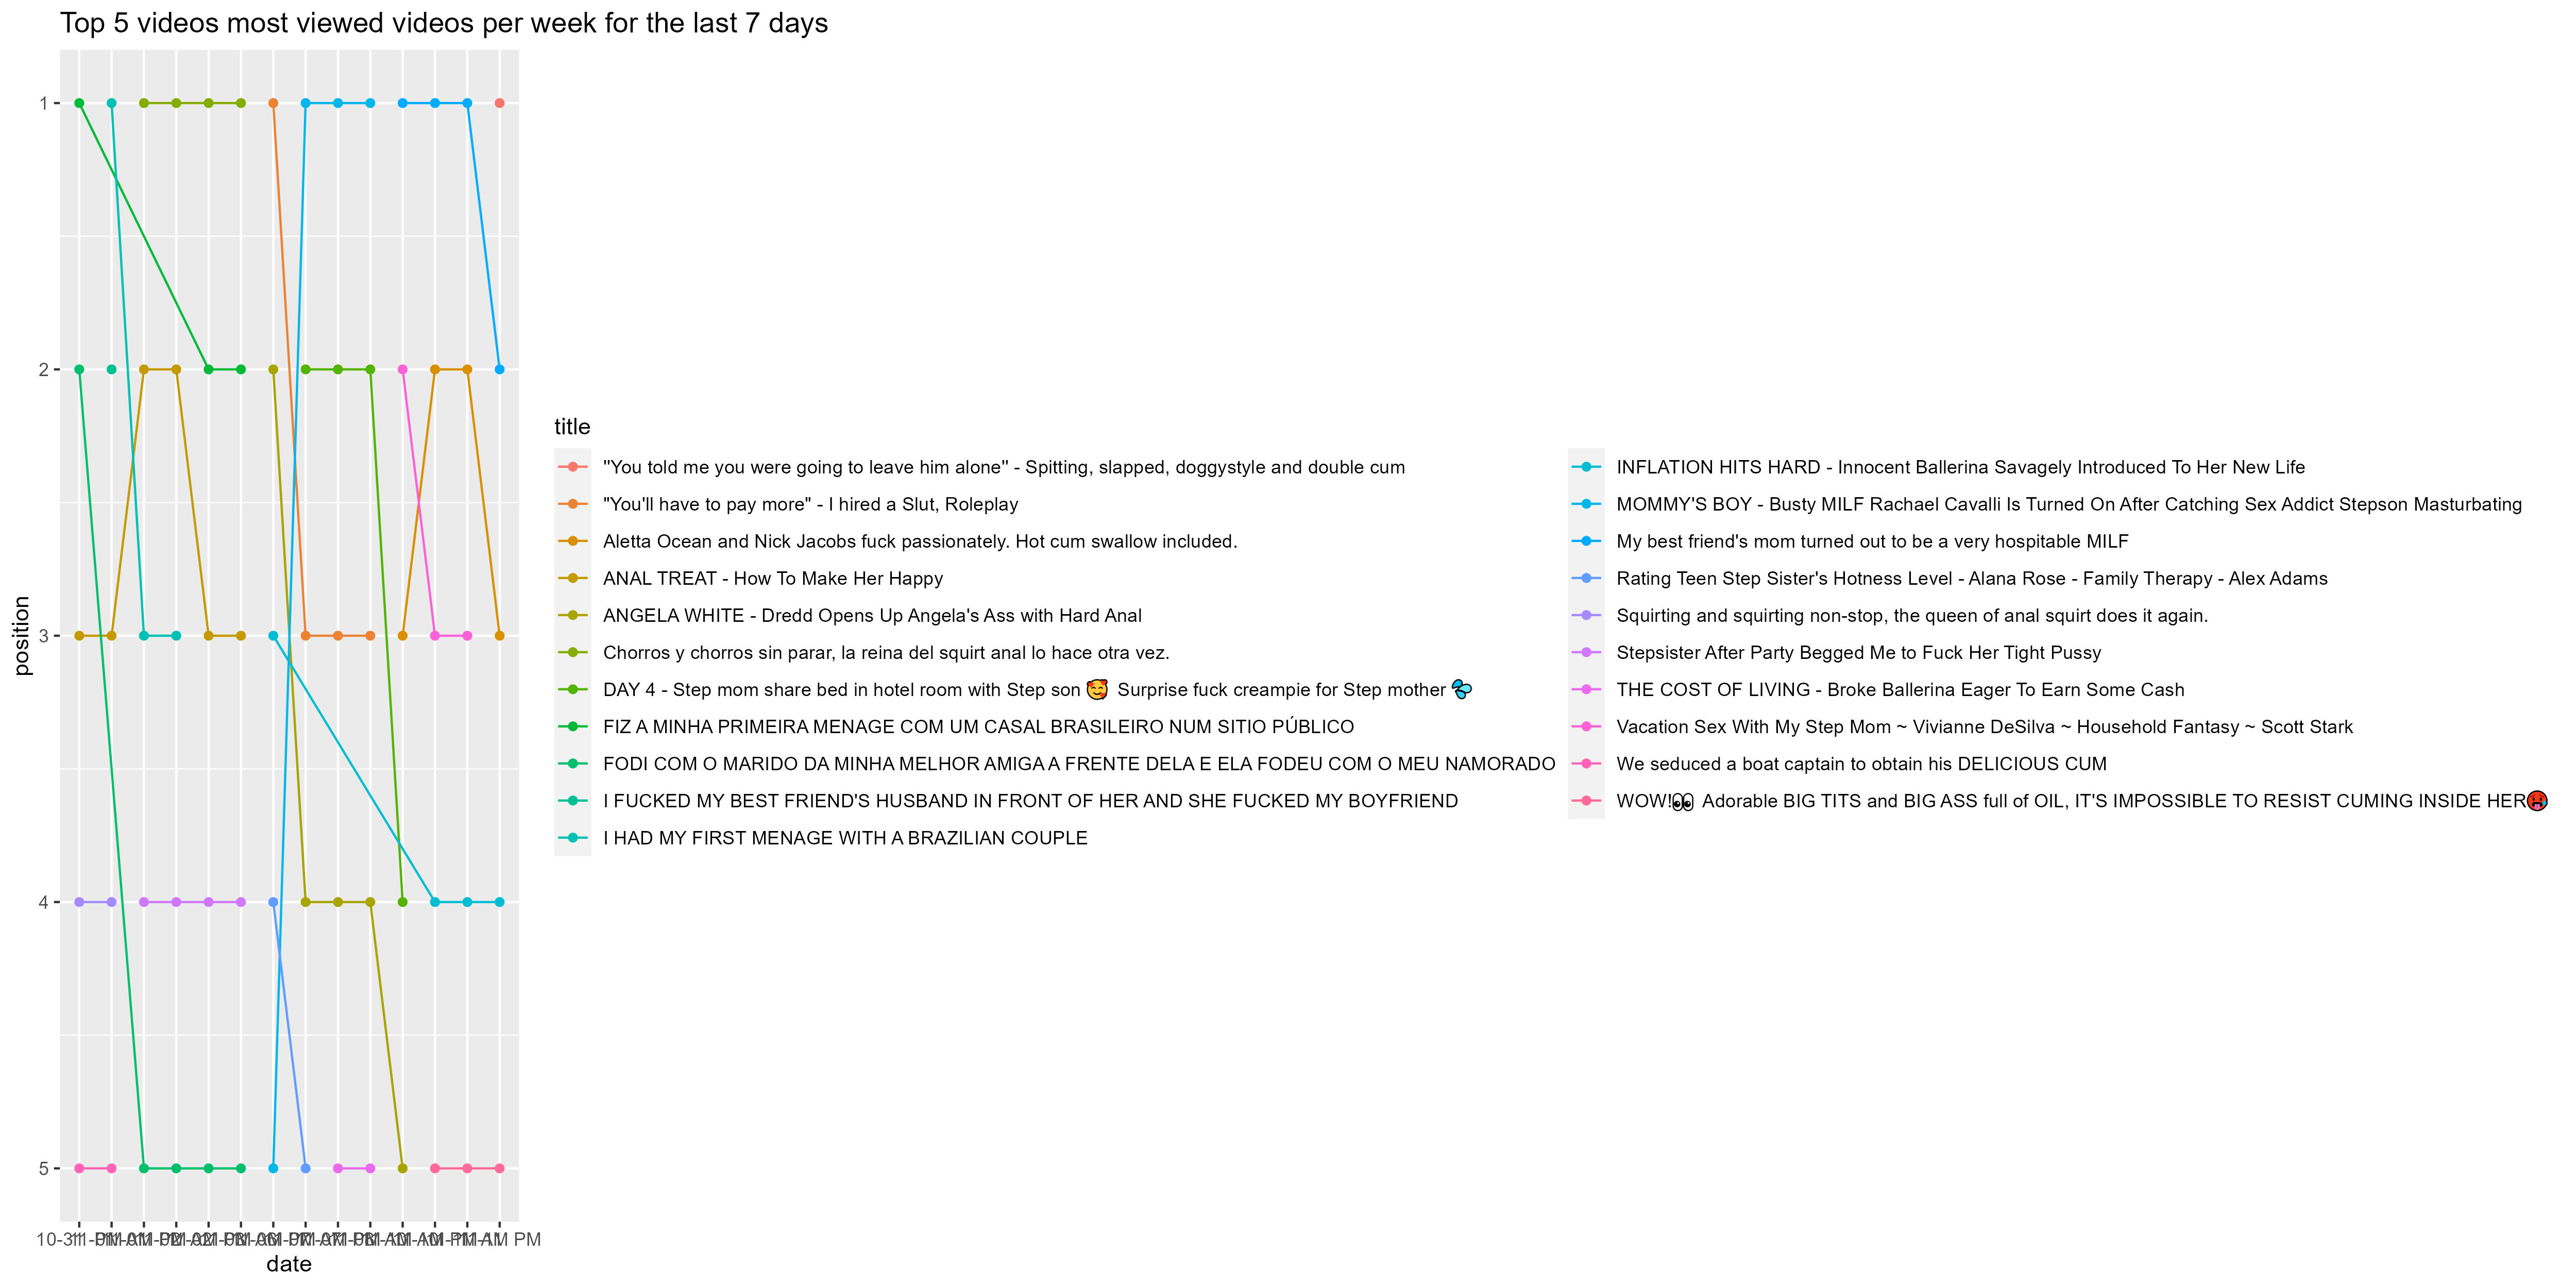 Top 5 videos most viewed videos per week for the last 7 days
1
2
3
4
5
position
date
title
"You told me you were going to leave him alone" - Spitting, slapped, doggystyle and double cum
"You'll have to pay more" - I hired a Slut, Roleplay
Aletta Ocean and Nick Jacobs fuck passionately. Hot cum swallow included.
ANAL TREAT - How To Make Her Happy
ANGELA WHITE - Dredd Opens Up Angela's Ass with Hard Anal
Chorros y chorros sin parar, la reina del squirt anal lo hace otra vez.
DAY 4 - Step mom share bed in hotel room with Step son 🥰 Surprise fuck creampie for Step mother 💦
FIZ A MINHA PRIMEIRA MENAGE COM UM CASAL BRASILEIRO NUM SITIO PÚBLICO
FODI COM O MARIDO DA MINHA MELHOR AMIGA A FRENTE DELA E ELA FODEU COM O MEU NAMORADO
I FUCKED MY BEST FRIEND'S HUSBAND IN FRONT OF HER AND SHE FUCKED MY BOYFRIEND
I HAD MY FIRST MENAGE WITH A BRAZILIAN COUPLE
INFLATION HITS HARD - Innocent Ballerina Savagely Introduced To Her New Life
MOMMY'S BOY - Busty MILF Rachael Cavalli Is Turned On After Catching Sex Addict Stepson Masturbating
My best friend's mom turned out to be a very hospitable MILF
Rating Teen Step Sister's Hotness Level - Alana Rose - Family Therapy - Alex Adams
Squirting and squirting non-stop, the queen of anal squirt does it again.
Stepsister After Party Begged Me to Fuck Her Tight Pussy
THE COST OF LIVING - Broke Ballerina Eager To Earn Some Cash
Vacation Sex With My Step Mom ~ Vivianne DeSilva ~ Household Fantasy ~ Scott Stark
We seduced a boat captain to obtain his DELICIOUS CUM
WOW!👀 Adorable BIG TITS and BIG ASS full of OIL, IT'S IMPOSSIBLE TO RESIST CUMING INSIDE HER🥵